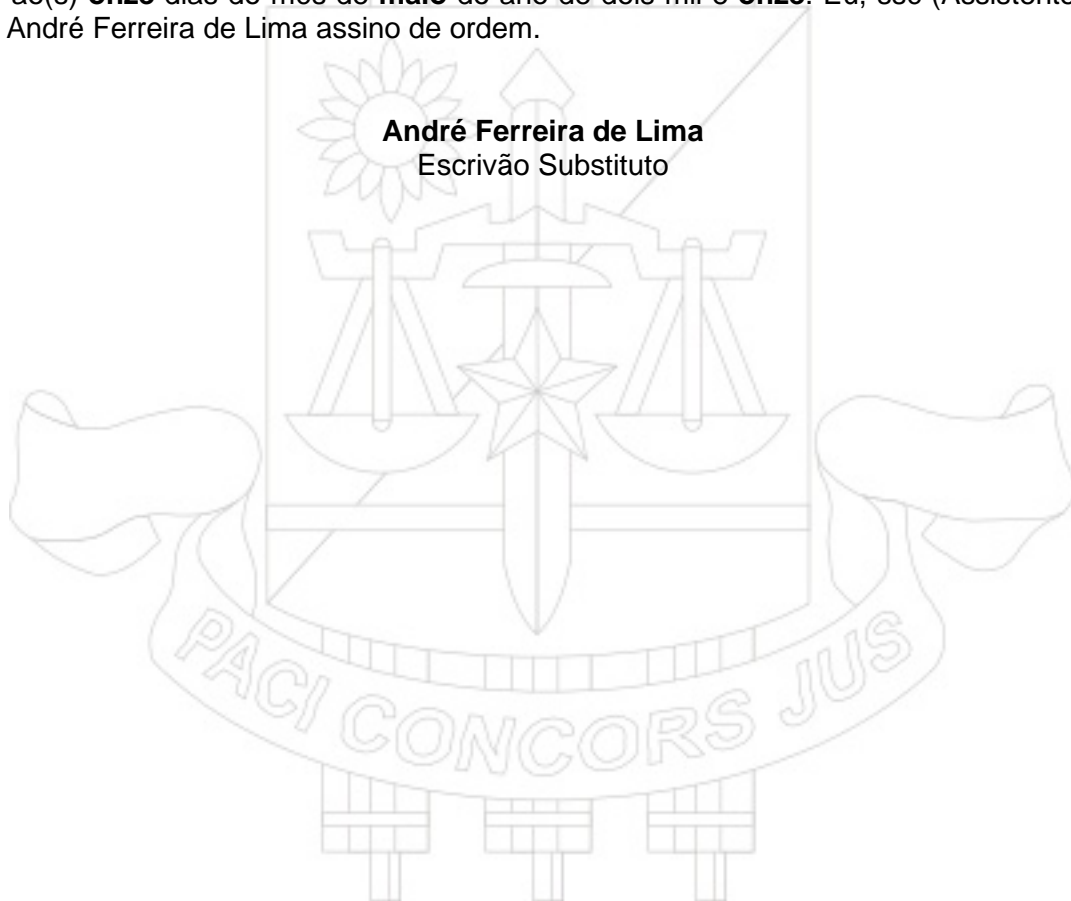 ao(s) onze dias do mês de maio do ano de dois mil e onze. Eu, sso (Assistente
André Ferreira de Lima assino de ordem.
André Ferreira de Lima
Escrivão Substituto
PACI CONCORS JUS